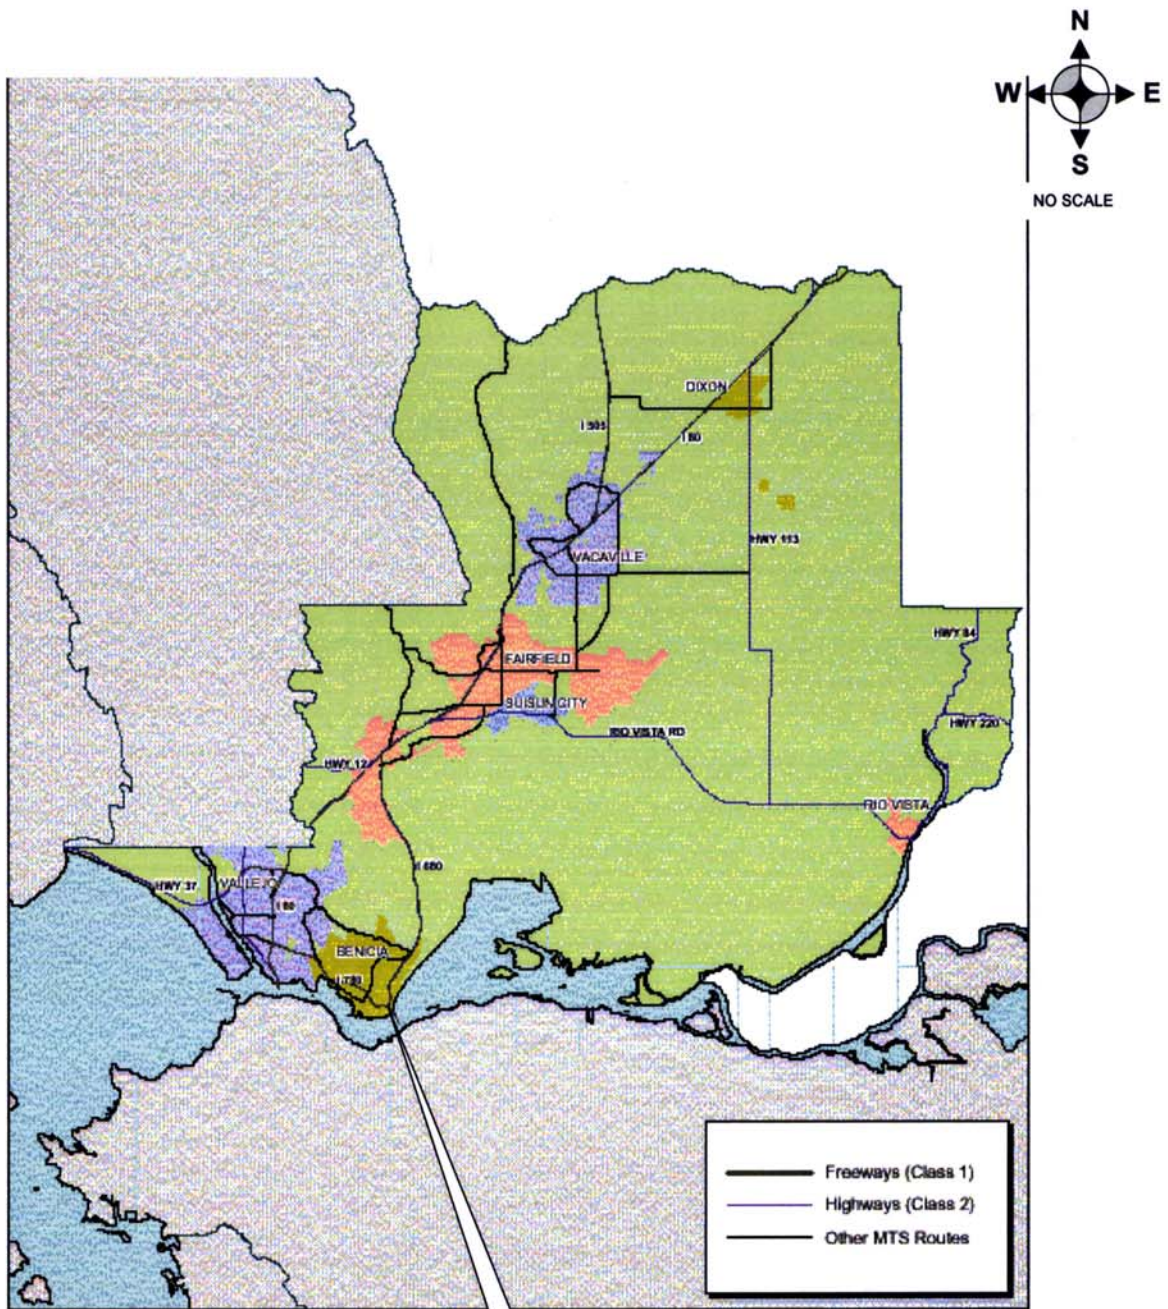 N
W E
S
NO SCALE
DIXON
I 505
I 80
HWY 113
VACAVILLE
HWY 84
FAIRFIELD
SUISUN CITY
HWY 220
RIO VISTA RD
HWY 12
RIO VISTA
I 680
HWY 37
VALLEJO
I 80
BENICIA
I 780
Freeways (Class 1)
Highways (Class 2)
Other MTS Routes